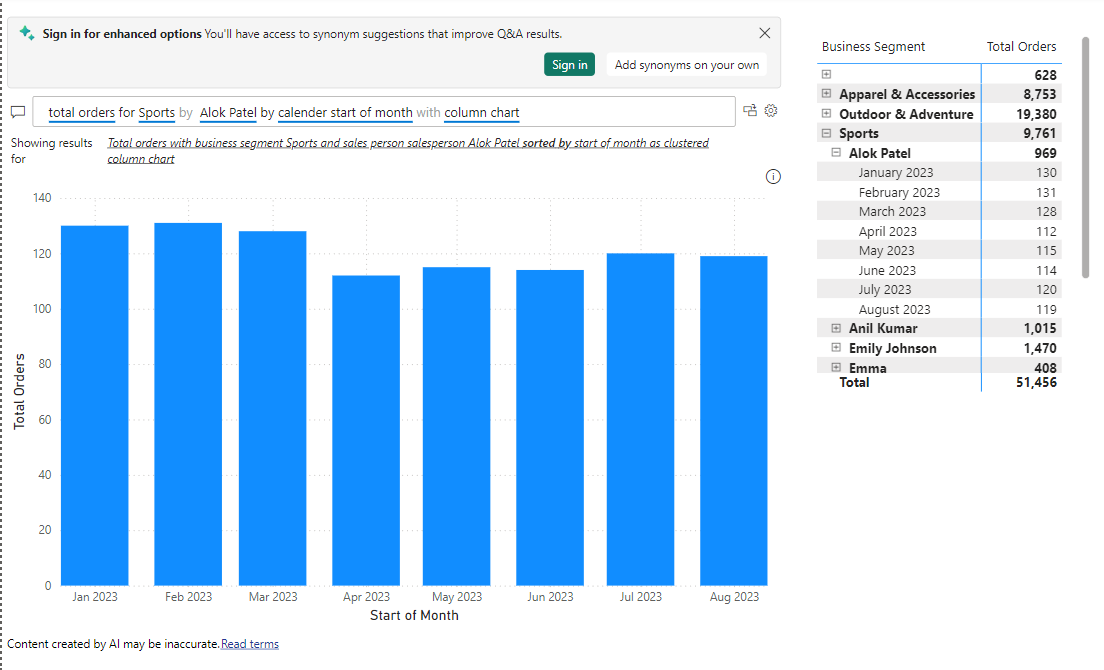 Sign in for enhanced options You'll have access to synonym suggestions that improve Q&A results.
Sign in
Add synonyms on your own
total orders for Sports by Alok Patel by calender start of month with column chart
Showing results for
Total orders with business segment Sports and sales person salesperson Alok Patel sorted by start of month as clustered
column chart
140
120
100
80
60
40
20
0
Total Orders
Jan 2023 Feb 2023 Mar 2023 Apr 2023 May 2023 Jun 2023 Jul 2023 Aug 2023
Start of Month
Content created by AI may be inaccurate. Read terms
Business Segment Total Orders
628
Apparel & Accessories 8,753
Outdoor & Adventure 19,380
Sports 9,761
Alok Patel 969
January 2023 130
February 2023 131
March 2023 128
April 2023 112
May 2023 115
June 2023 114
July 2023 120
August 2023 119
Anil Kumar 1,015
Emily Johnson 1,470
Emma 408
Total 51,456